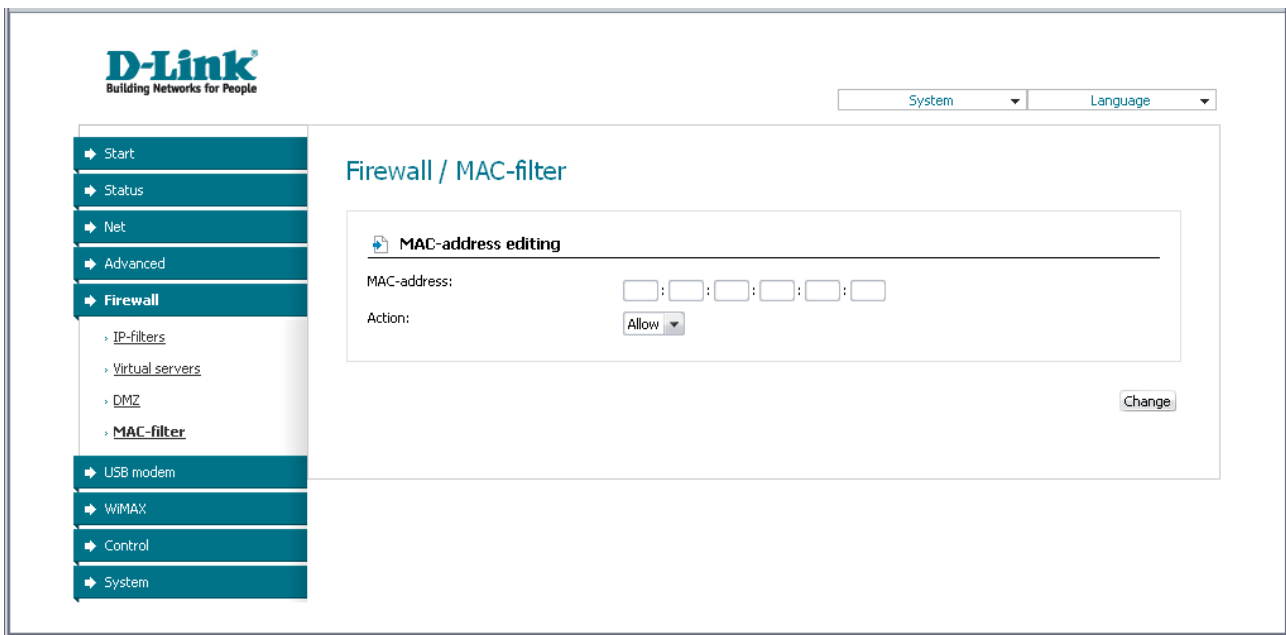 D-Link
Building Networks for People
System Language
Start
Status
Net
Advanced
Firewall
IP-filters
Virtual servers
DMZ
MAC-filter
USB modem
WiMAX
Control
System
Firewall / MAC-filter
MAC-address editing
MAC-address: : : : : :
Action: Allow
Change